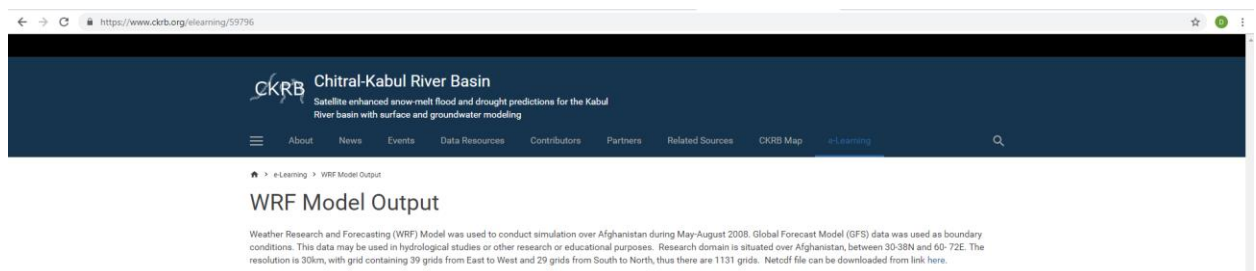 https://www.ckrb.org/elearning/59796
D
CKRB
Chitral-Kabul River Basin
Satellite enhanced snow-melt flood and drought predictions for the Kabul
River basin with surface and groundwater modeling
About News Events Data Resources Contributors Partners Related Sources CKRB Map e-Learning
> e-Learning > WRF Model Output
WRF Model Output
Weather Research and Forecasting (WRF) Model was used to conduct simulation over Afghanistan during May-August 2008. Global Forecast Model (GFS) data was used as boundary
conditions. This data may be used in hydrological studies or other research or educational purposes. Research domain is situated over Afghanistan, between 30-38N and 60- 72E. The
resolution is 30km, with grid containing 39 grids from East to West and 29 grids from South to North, thus there are 1131 grids. Netcdf file can be downloaded from link here.